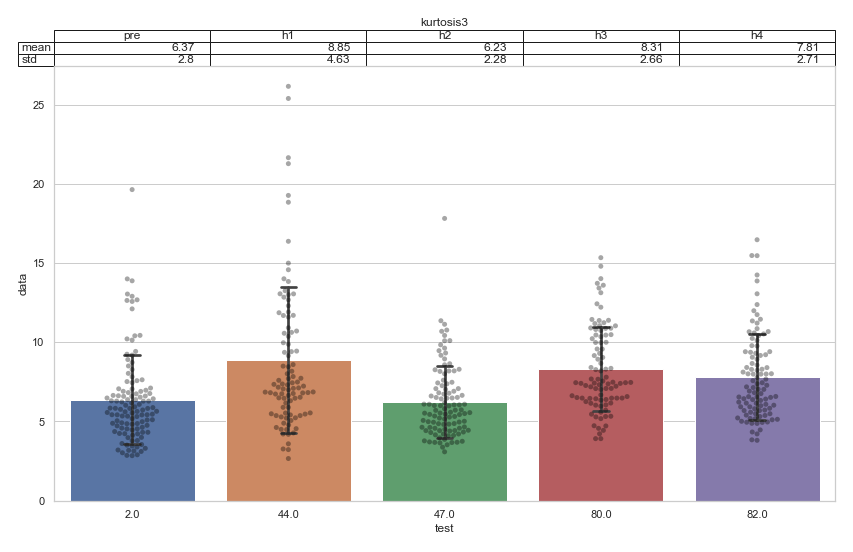 kurtosis3
pre h1 h2 h3 h4
mean 6.37 8.85 6.23 8.31 7.81
std 2.8 4.63 2.28 2.66 2.71
25
20
15
10
5
0
data
2.0 44.0 47.0 80.0 82.0
test